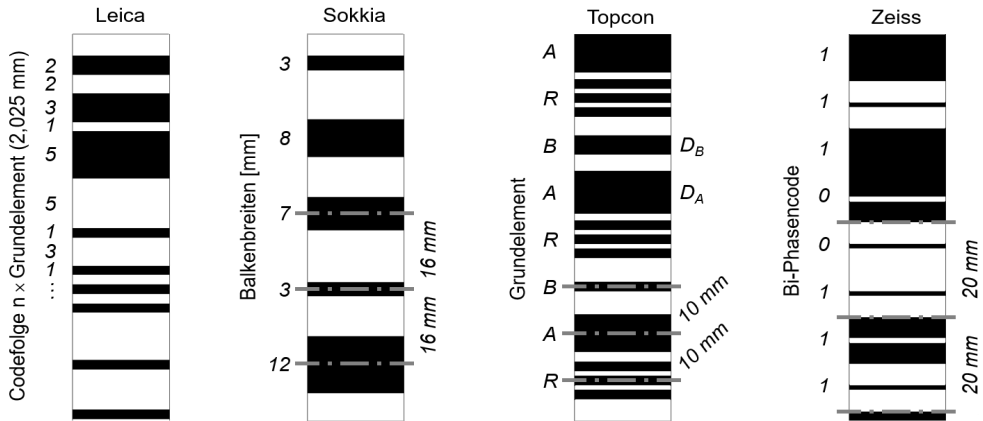 Leica
Codefolge n × Grundelement (2,025 mm)
2
2
3
1
5
5
1
3
1
⋮
Sokkia
Balkenbreiten [mm]
3
8
7
3
12
16 mm
16 mm
Topcon
Grundelement
A
R
B
A
R
B
A
R
D_B
D_A
10 mm
10 mm
Zeiss
Bi-Phasencode
1
1
1
0
0
1
1
1
20 mm
20 mm